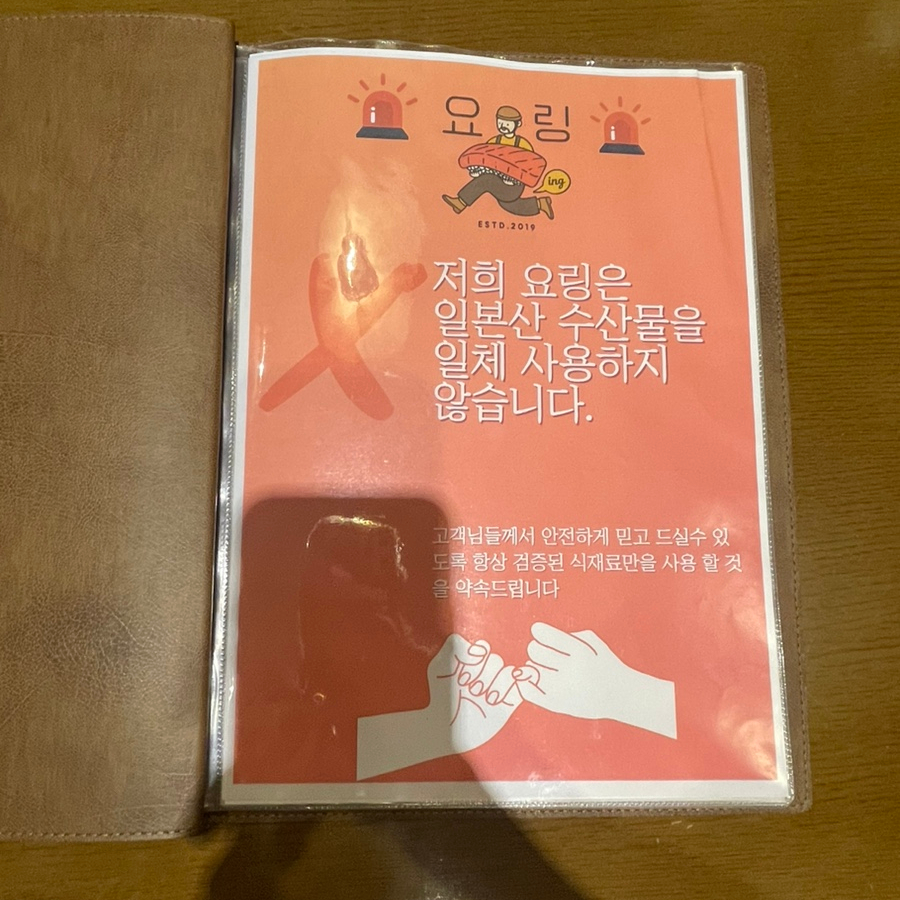 요링
ing
ESTD.2019
저희 요링은
일본산 수산물을
일체 사용하지
않습니다.
고객님들께서 안전하게 믿고 드실수 있
도록 항상 검증된 식재료만을 사용 할 것
을 약속드립니다